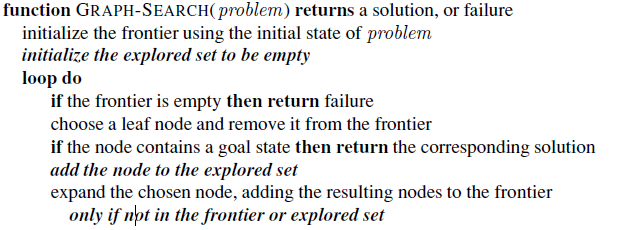 function GRAPH-SEARCH(problem) returns a solution, or failure
initialize the frontier using the initial state of problem
initialize the explored set to be empty
loop do
if the frontier is empty then return failure
choose a leaf node and remove it from the frontier
if the node contains a goal state then return the corresponding solution
add the node to the explored set
expand the chosen node, adding the resulting nodes to the frontier
only if not in the frontier or explored set